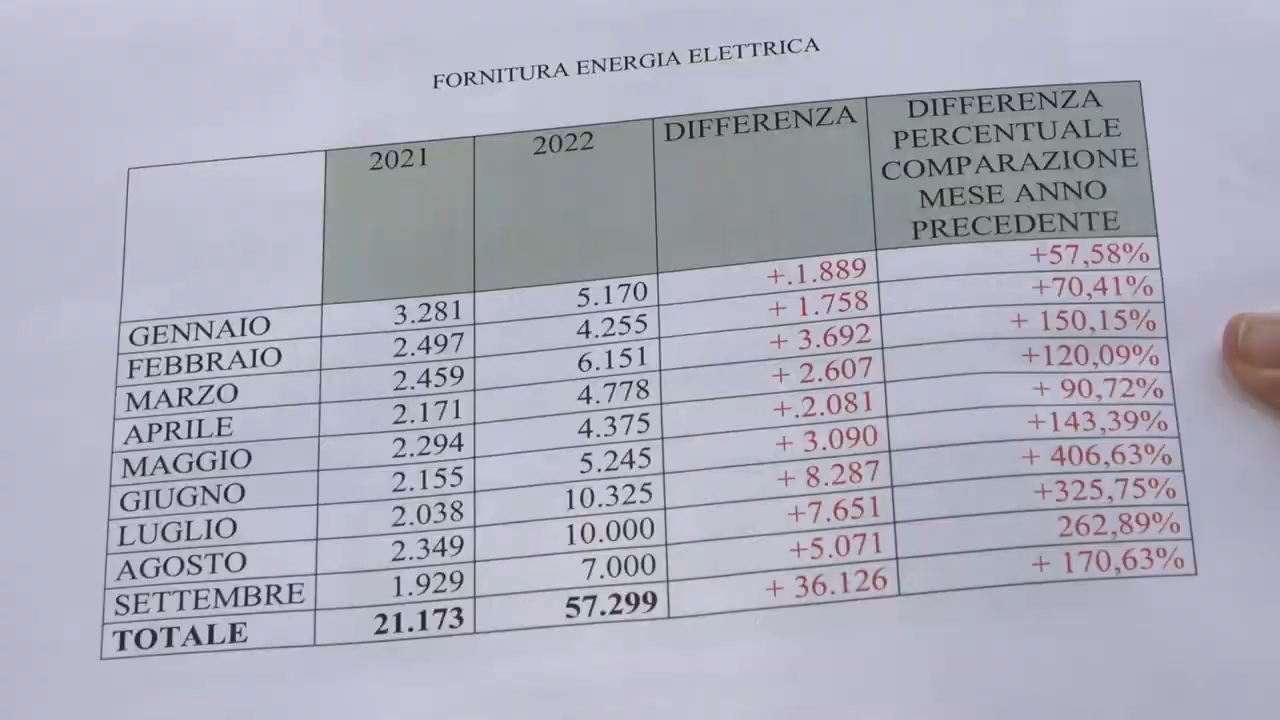 FORNITURA ENERGIA ELETTRICA
2021 2022 DIFFERENZA DIFFERENZA
PERCENTUALE
COMPARAZIONE
MESE ANNO
PRECEDENTE
GENNAIO 3.281 5.170 +.1.889 +57,58%
FEBBRAIO 2.497 4.255 + 1.758 +70,41%
MARZO 2.459 6.151 + 3.692 + 150,15%
APRILE 2.171 4.778 + 2.607 +120,09%
MAGGIO 2.294 4.375 +.2.081 + 90,72%
GIUGNO 2.155 5.245 + 3.090 +143,39%
LUGLIO 2.038 10.325 + 8.287 + 406,63%
AGOSTO 2.349 10.000 +7.651 +325,75%
SETTEMBRE 1.929 7.000 +5.071 262,89%
TOTALE 21.173 57.299 + 36.126 + 170,63%